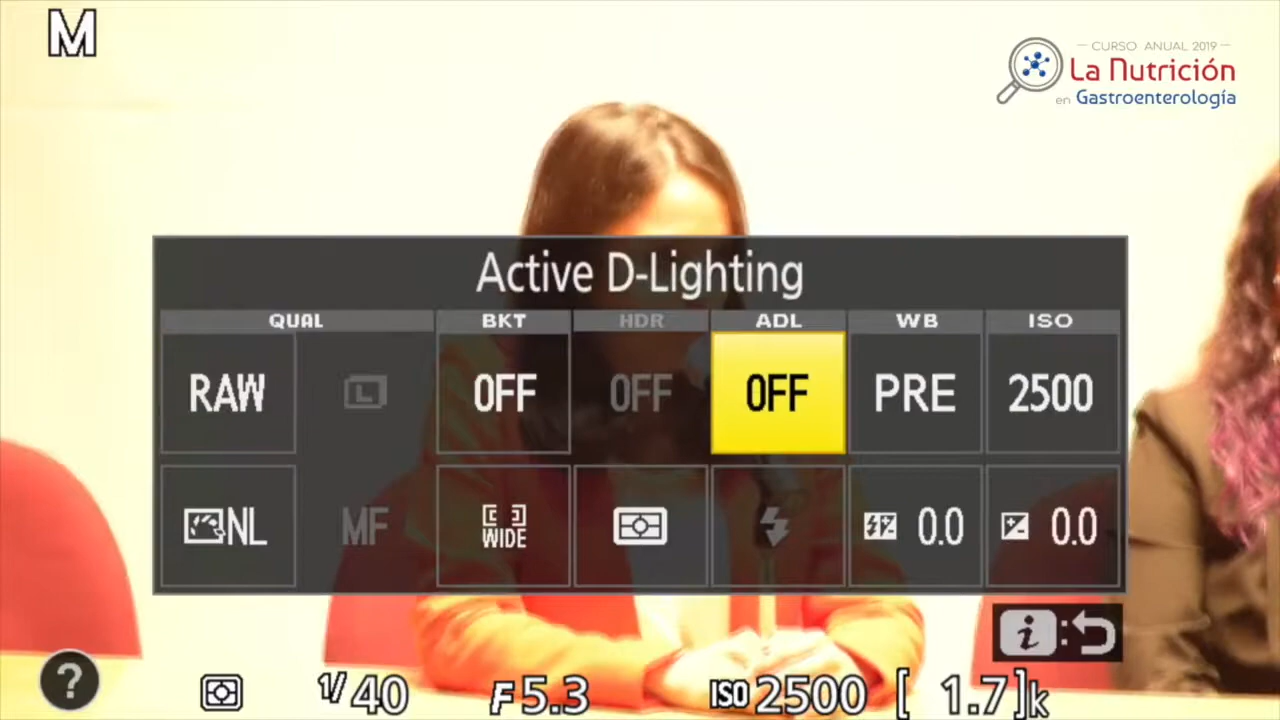 M
CURSO ANUAL 2019
La Nutrición
en Gastroenterología
Active D-Lighting
QUAL BKT HDR ADL WB ISO
RAW L OFF OFF OFF PRE 2500
NL MF WIDE 0.0 0.0
i:
? 1/40 F5.3 ISO 2500 [ 1.7]k